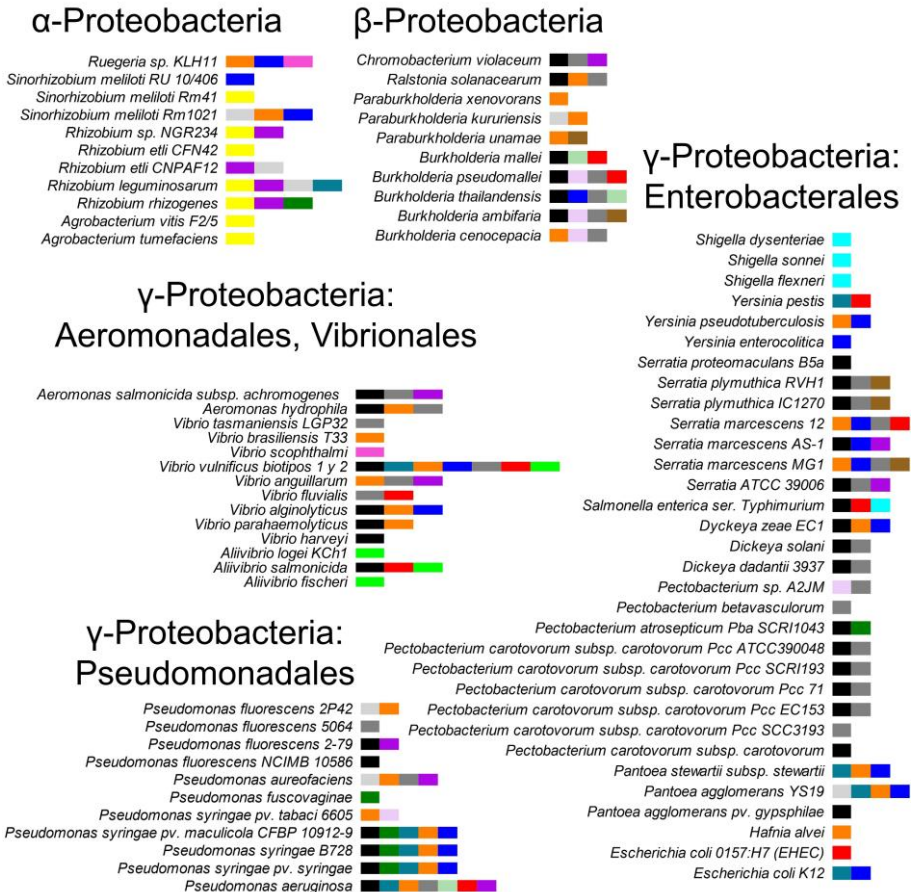 α-Proteobacteria
Ruegeria sp. KLH11
Sinorhizobium meliloti RU 10/406
Sinorhizobium meliloti Rm41
Sinorhizobium meliloti Rm1021
Rhizobium sp. NGR234
Rhizobium etli CFN42
Rhizobium etli CNPAF12
Rhizobium leguminosarum
Rhizobium rhizogenes
Agrobacterium vitis F2/5
Agrobacterium tumefaciens
β-Proteobacteria
Chromobacterium violaceum
Ralstonia solanacearum
Paraburkholderia xenovorans
Paraburkholderia kururiensis
Paraburkholderia unamae
Burkholderia mallei
Burkholderia pseudomallei
Burkholderia thailandensis
Burkholderia ambifaria
Burkholderia cenocepacia
γ-Proteobacteria:
Aeromonadales, Vibrionales
Aeromonas salmonicida subsp. achromogenes
Aeromonas hydrophila
Vibrio tasmaniensis LGP32
Vibrio brasiliensis T33
Vibrio scophthalmi
Vibrio vulnificus biotipos 1 y 2
Vibrio anguillarum
Vibrio fluvialis
Vibrio alginolyticus
Vibrio parahaemolyticus
Vibrio harveyi
Aliivibrio logei KCh1
Aliivibrio salmonicida
Aliivibrio fischeri
γ-Proteobacteria:
Pseudomonadales
Pseudomonas fluorescens 2P42
Pseudomonas fluorescens 5064
Pseudomonas fluorescens 2-79
Pseudomonas fluorescens NCIMB 10586
Pseudomonas aureofaciens
Pseudomonas fuscovaginae
Pseudomonas syringae pv. tabaci 6605
Pseudomonas syringae pv. maculicola CFBP 10912-9
Pseudomonas syringae B728
Pseudomonas syringae pv. syringae
Pseudomonas aeruginosa
γ-Proteobacteria:
Enterobacterales
Shigella dysenteriae
Shigella sonnei
Shigella flexneri
Yersinia pestis
Yersinia pseudotuberculosis
Yersinia enterocolitica
Serratia proteomaculans B5a
Serratia plymuthica RVH1
Serratia plymuthica IC1270
Serratia marcescens 12
Serratia marcescens AS-1
Serratia marcescens MG1
Serratia ATCC 39006
Salmonella enterica ser. Typhimurium
Dyckeya zeae EC1
Dickeya solani
Dickeya dadantii 3937
Pectobacterium sp. A2JM
Pectobacterium betavasculorum
Pectobacterium atrosepticum Pba SCRI1043
Pectobacterium carotovorum subsp. carotovorum Pcc ATCC390048
Pectobacterium carotovorum subsp. carotovorum Pcc SCRI193
Pectobacterium carotovorum subsp. carotovorum Pcc 71
Pectobacterium carotovorum subsp. carotovorum Pcc EC153
Pectobacterium carotovorum subsp. carotovorum Pcc SCC3193
Pectobacterium carotovorum subsp. carotovorum
Pantoea stewartii subsp. stewartii
Pantoea agglomerans YS19
Pantoea agglomerans pv. gypsphilae
Hafnia alvei
Escherichia coli 0157:H7 (EHEC)
Escherichia coli K12